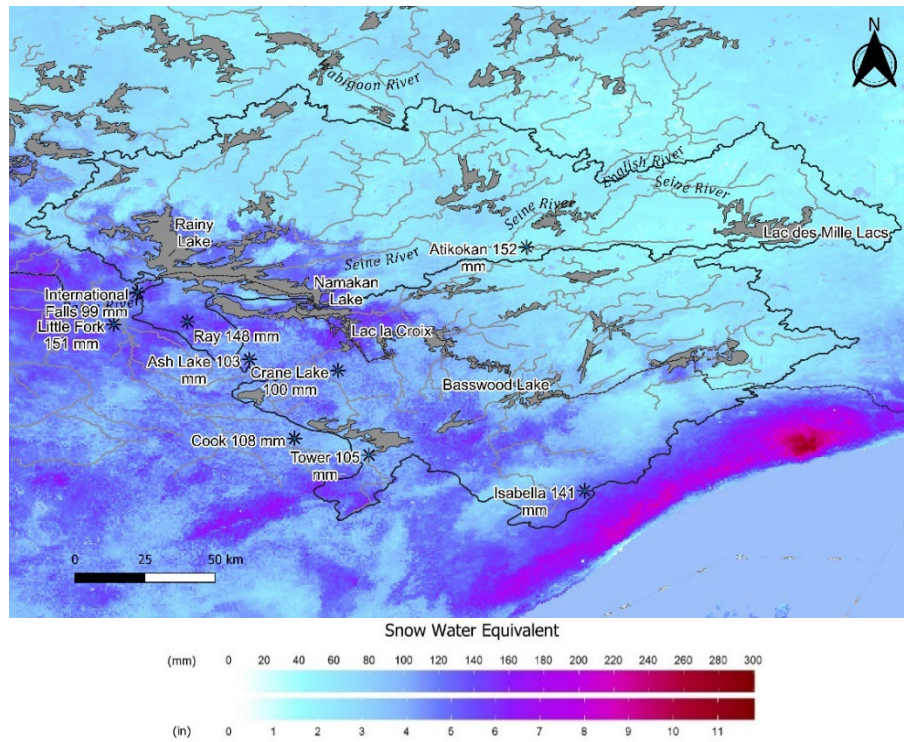 N
Wabigoon River
English River
Seine River
Seine River
Rainy
Lake
Lac des Mille Lacs
Atikokan 152
mm
Seine River
Namakan
Lake
International
Falls 99 mm
River
Little Fork
151 mm
Ray 148 mm
Lac la Croix
Ash Lake 103
mm
Crane Lake
100 mm
Basswood Lake
Cook 108 mm
Tower 105
mm
Isabella 141
mm
0 25 50 km
Snow Water Equivalent
(mm) 0 20 40 60 80 100 120 140 160 180 200 220 240 260 280 300
(in) 0 1 2 3 4 5 6 7 8 9 10 11